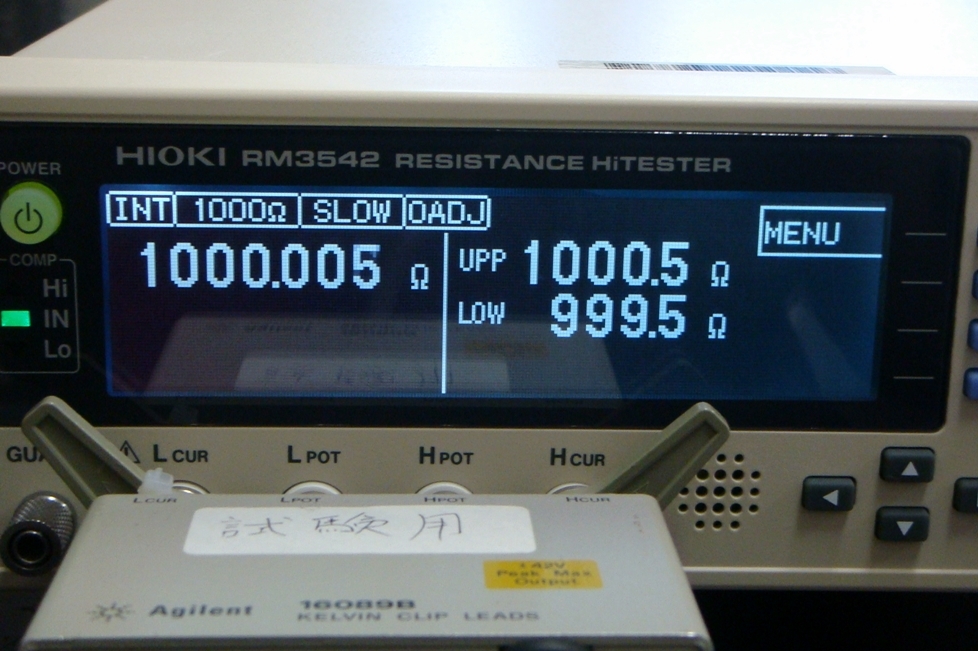 HIOKI RM3542 RESISTANCE HiTESTER
POWER
INT 1000Ω SLOW 0ADJ
1000.005 Ω
UPP 1000.5 Ω
LOW 999.5 Ω
MENU
COMP
Hi
IN
Lo
GUA
L CUR
L POT
H POT
H CUR
LCUR
LPOT
HPOT
HCUR
試験用
±42V
Peak Max
Output
Agilent 16089B
KELVIN CLIP LEADS